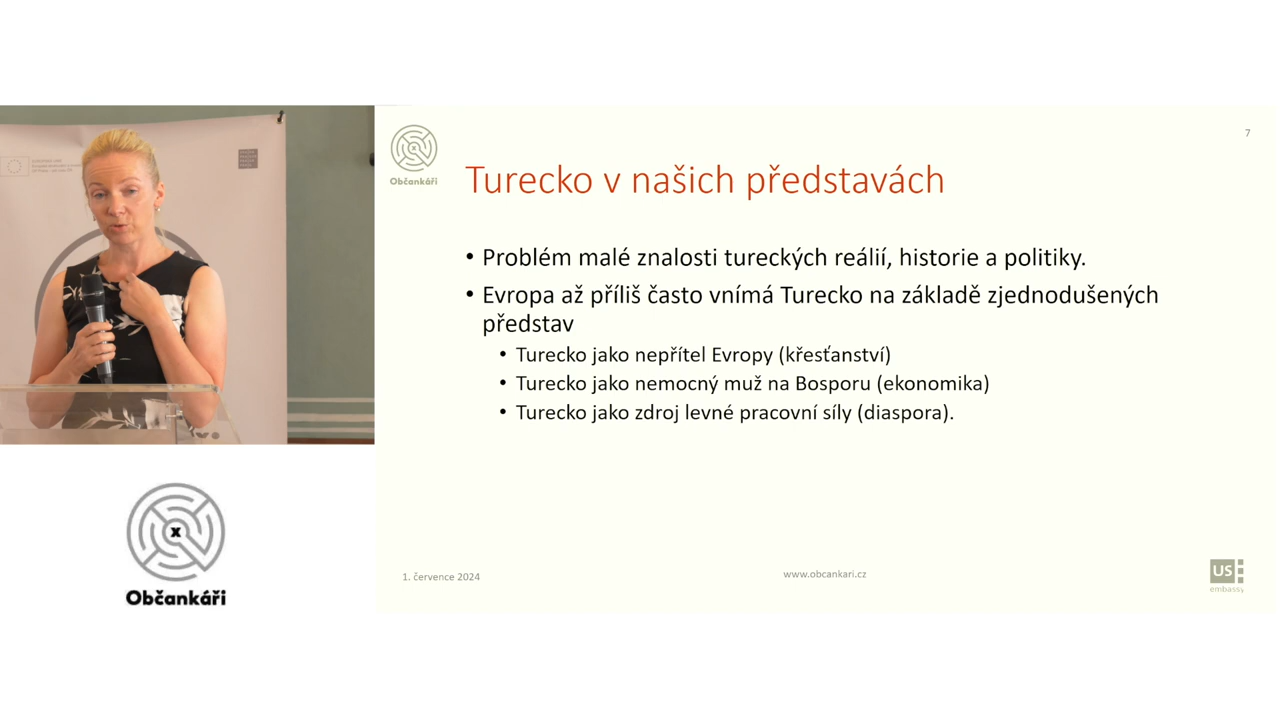 Občankáři
7
Turecko v našich představách
• Problém malé znalosti tureckých reálií, historie a politiky.
• Evropa až příliš často vnímá Turecko na základě zjednodušených
představ
• Turecko jako nepřítel Evropy (křesťanství)
• Turecko jako nemocný muž na Bosporu (ekonomika)
• Turecko jako zdroj levné pracovní síly (diaspora).
x
Občankáři
1. července 2024
www.obcankari.cz
US
embassy